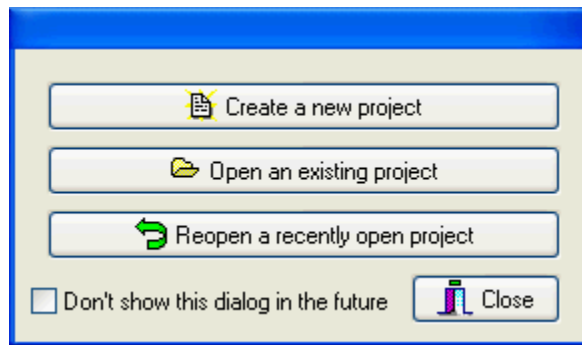 Create a new project
Open an existing project
Reopen a recently open project
Don't show this dialog in the future
Close